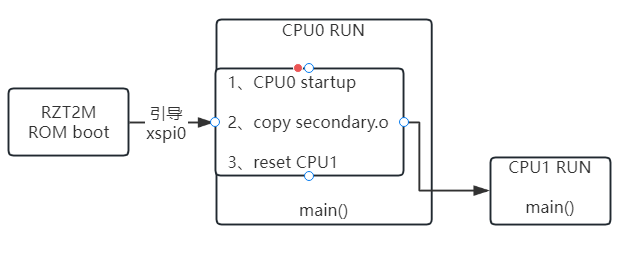 RZT2M
ROM boot
引导
xspi0
CPU0 RUN
1、CPU0 startup
2、copy secondary.o
3、reset CPU1
main()
CPU1 RUN
main()